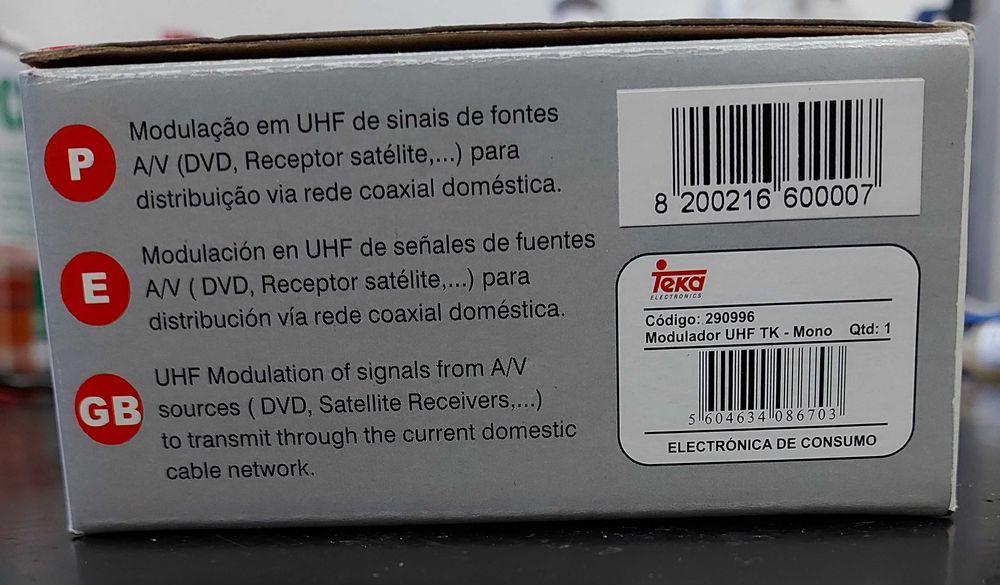 P
Modulação em UHF de sinais de fontes
A/V (DVD, Receptor satélite,...) para
distribuição via rede coaxial doméstica.
E
Modulación en UHF de señales de fuentes
A/V ( DVD, Receptor satélite,...) para
distribución vía rede coaxial doméstica.
GB
UHF Modulation of signals from A/V
sources ( DVD, Satellite Receivers,...)
to transmit through the current domestic
cable network.
8 200216 600007
Teka
ELECTRONICS
Código: 290996
Modulador UHF TK - Mono Qtd: 1
5 604634 086703
ELECTRÓNICA DE CONSUMO